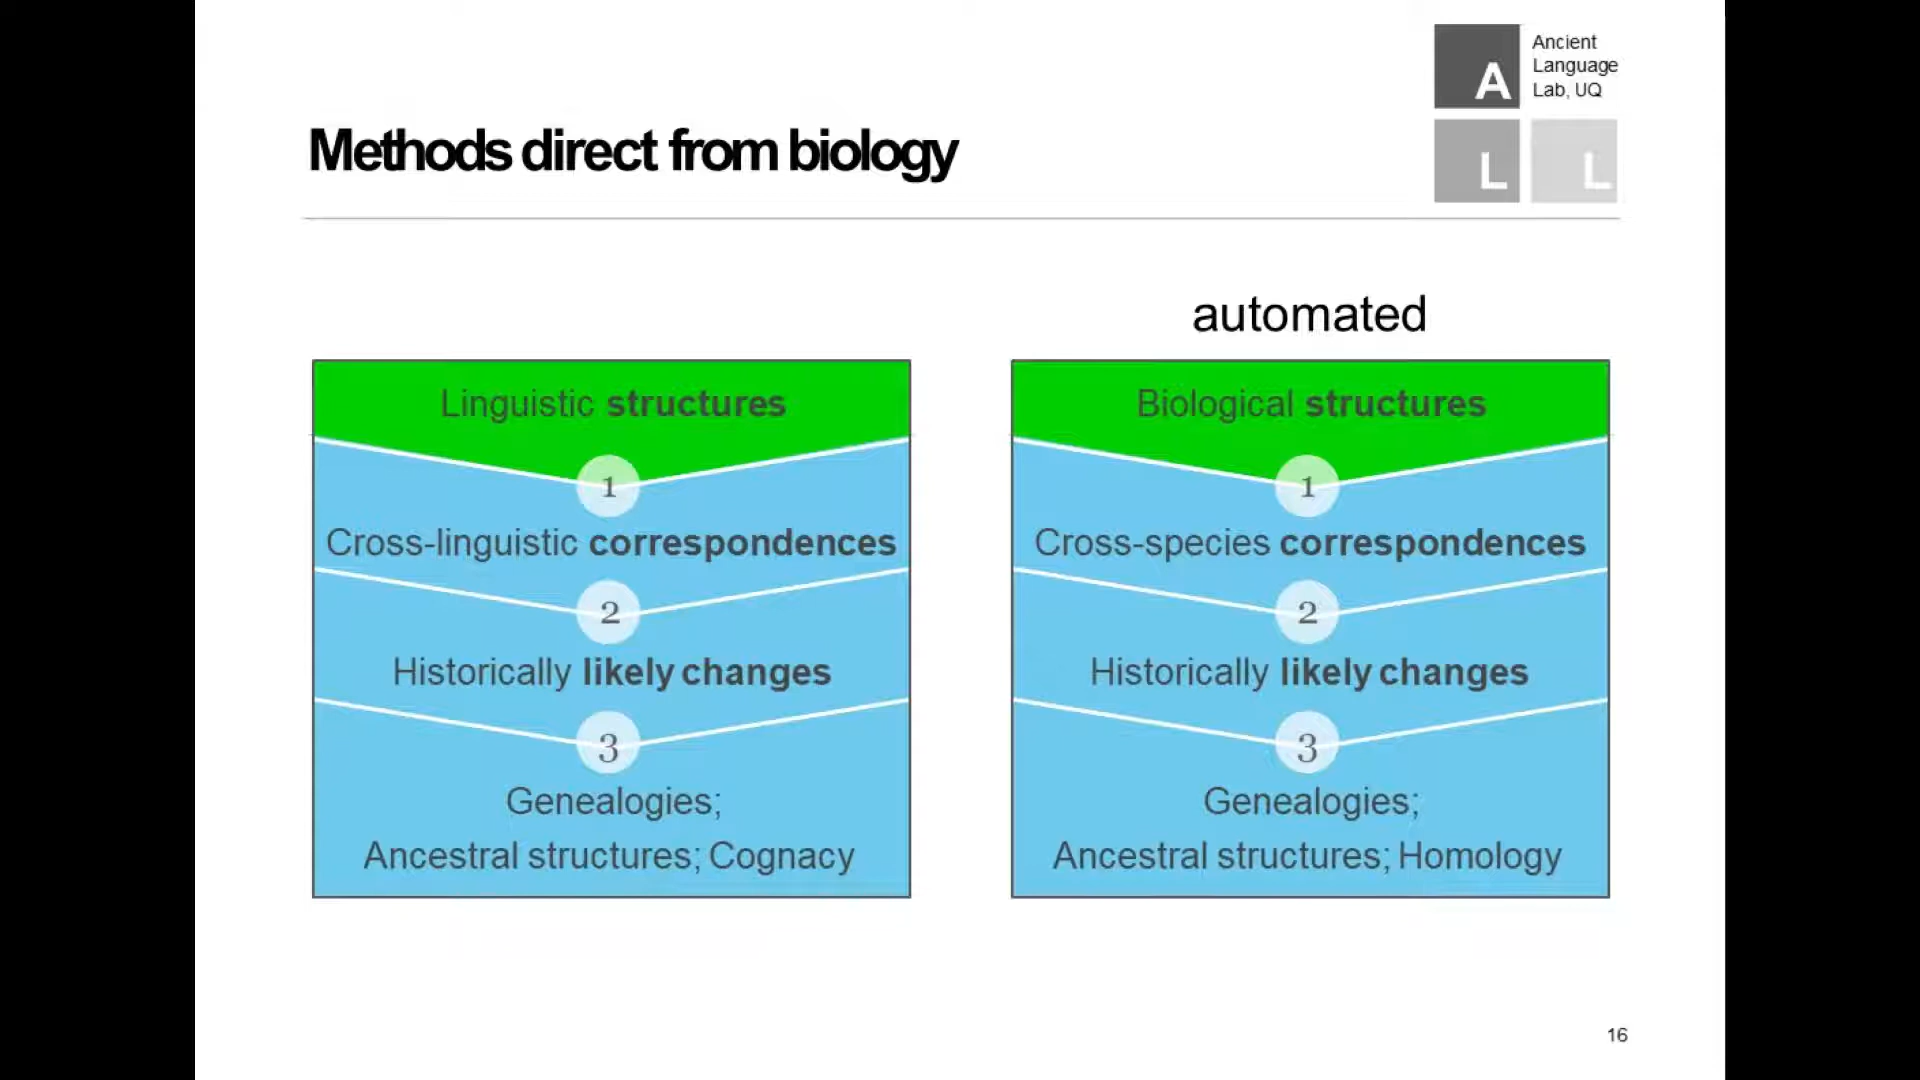 A
Ancient
Language
Lab, UQ
L
L
Methods direct from biology
automated
Linguistic structures
1
Cross-linguistic correspondences
2
Historically likely changes
3
Genealogies;
Ancestral structures; Cognacy
Biological structures
1
Cross-species correspondences
2
Historically likely changes
3
Genealogies;
Ancestral structures; Homology
16